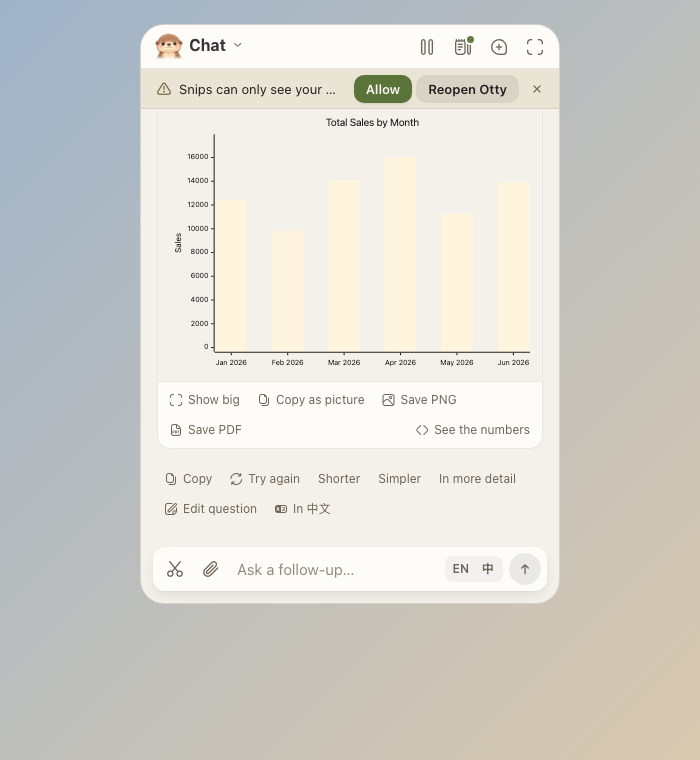 Chat
Snips can only see your ...
Allow
Reopen Otty
Total Sales by Month
Sales
16000
14000
12000
10000
8000
6000
4000
2000
0
Jan 2026 Feb 2026 Mar 2026 Apr 2026 May 2026 Jun 2026
Show big Copy as picture Save PNG
Save PDF See the numbers
Copy Try again Shorter Simpler In more detail
Edit question In 中文
Ask a follow-up... EN 中